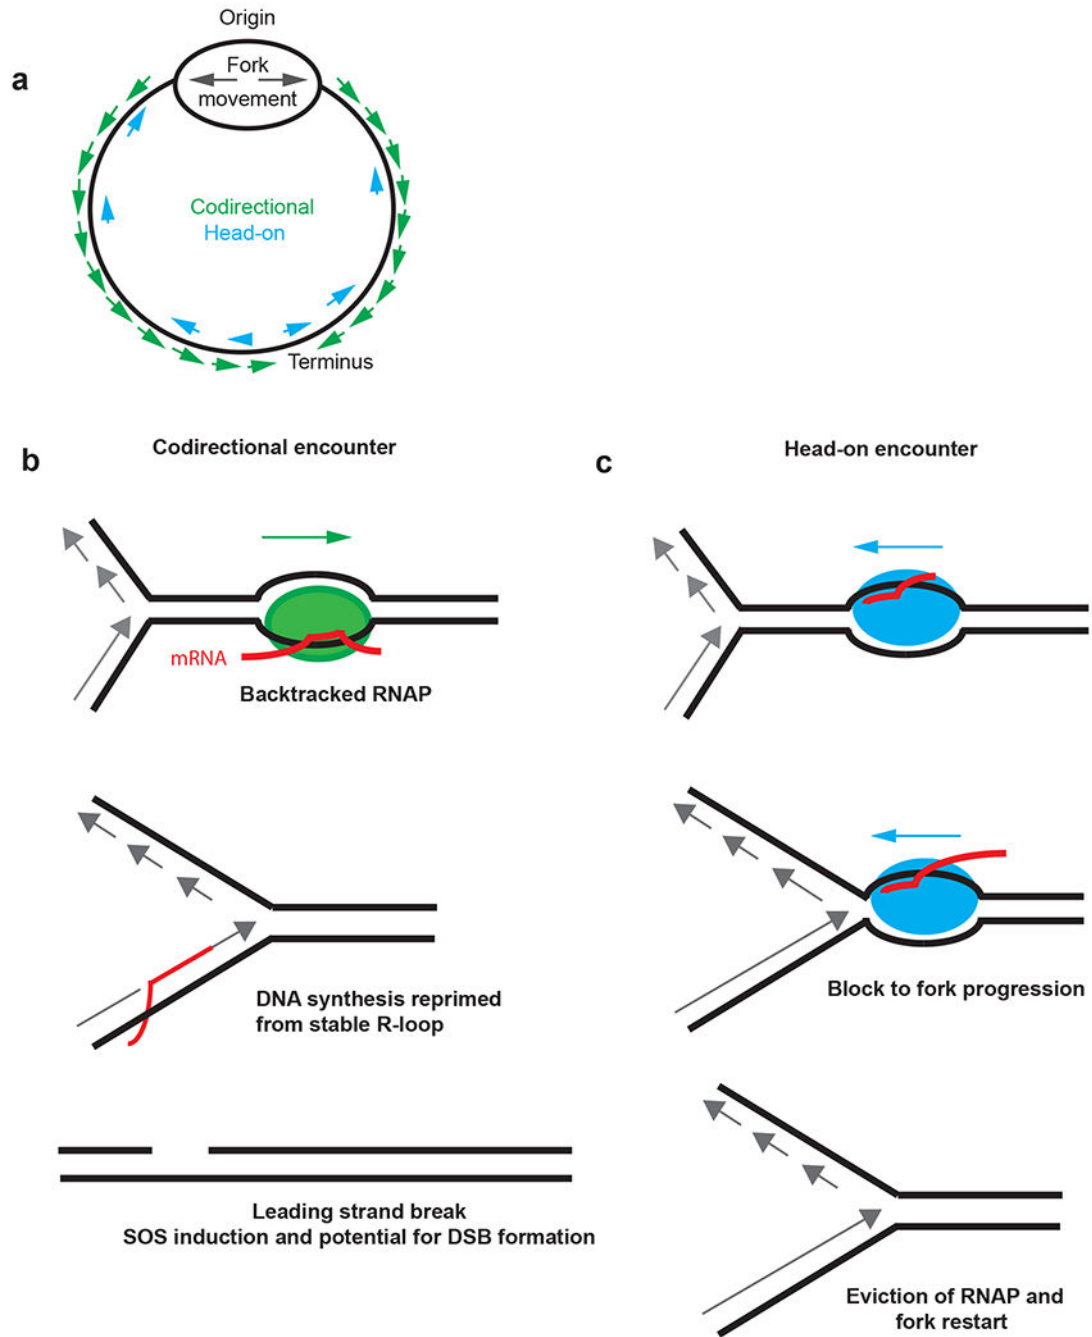 a
Origin
Fork
movement
Codirectional
Head-on
Terminus
b
Codirectional encounter
mRNA
Backtracked RNAP
DNA synthesis reprimed
from stable R-loop
Leading strand break
SOS induction and potential for DSB formation
c
Head-on encounter
Block to fork progression
Eviction of RNAP and
fork restart